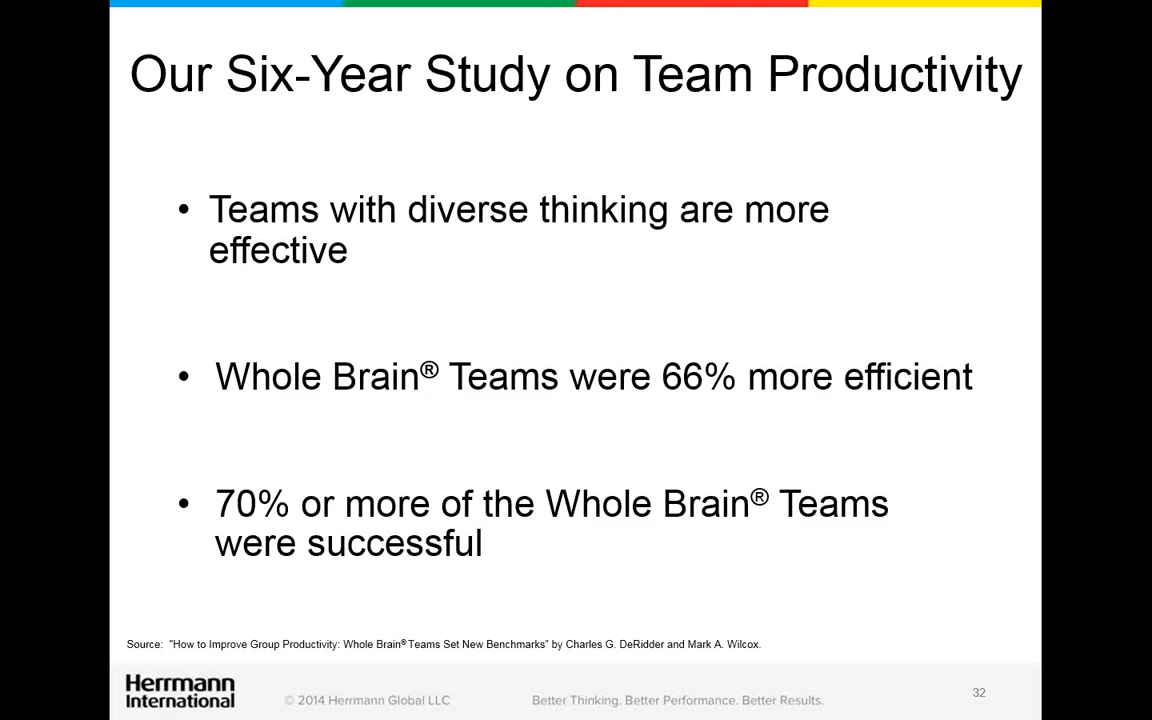 Our Six-Year Study on Team Productivity
• Teams with diverse thinking are more
effective
• Whole Brain® Teams were 66% more efficient
• 70% or more of the Whole Brain® Teams
were successful
Source: "How to Improve Group Productivity: Whole Brain® Teams Set New Benchmarks" by Charles G. DeRidder and Mark A. Wilcox.
Herrmann
International
© 2014 Herrmann Global LLC
Better Thinking. Better Performance. Better Results.
32